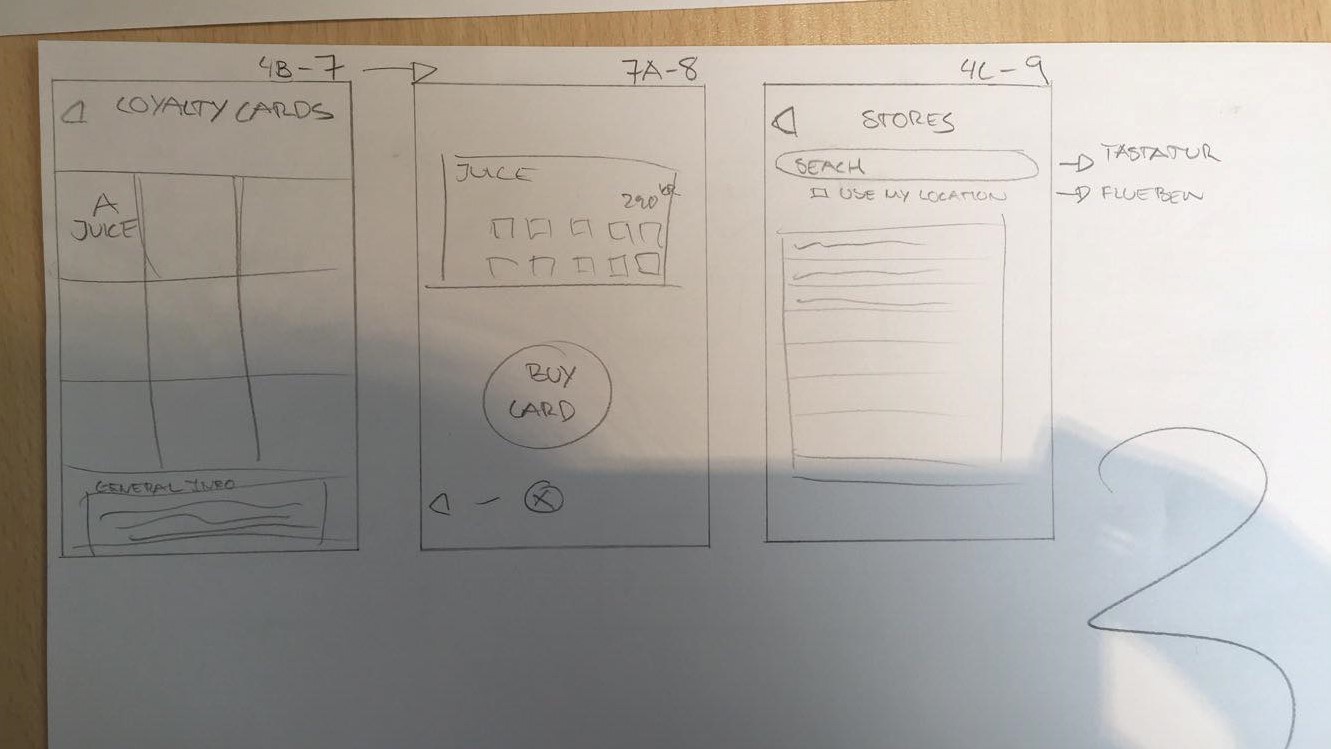 4B-7
LOYALTY CARDS
A
JUICE
GENERAL INFO
7A-8
JUICE
290 kr
BUY
CARD
4C-9
STORES
SEACH
USE MY LOCATION
TASTATUR
FLUEBEN
3